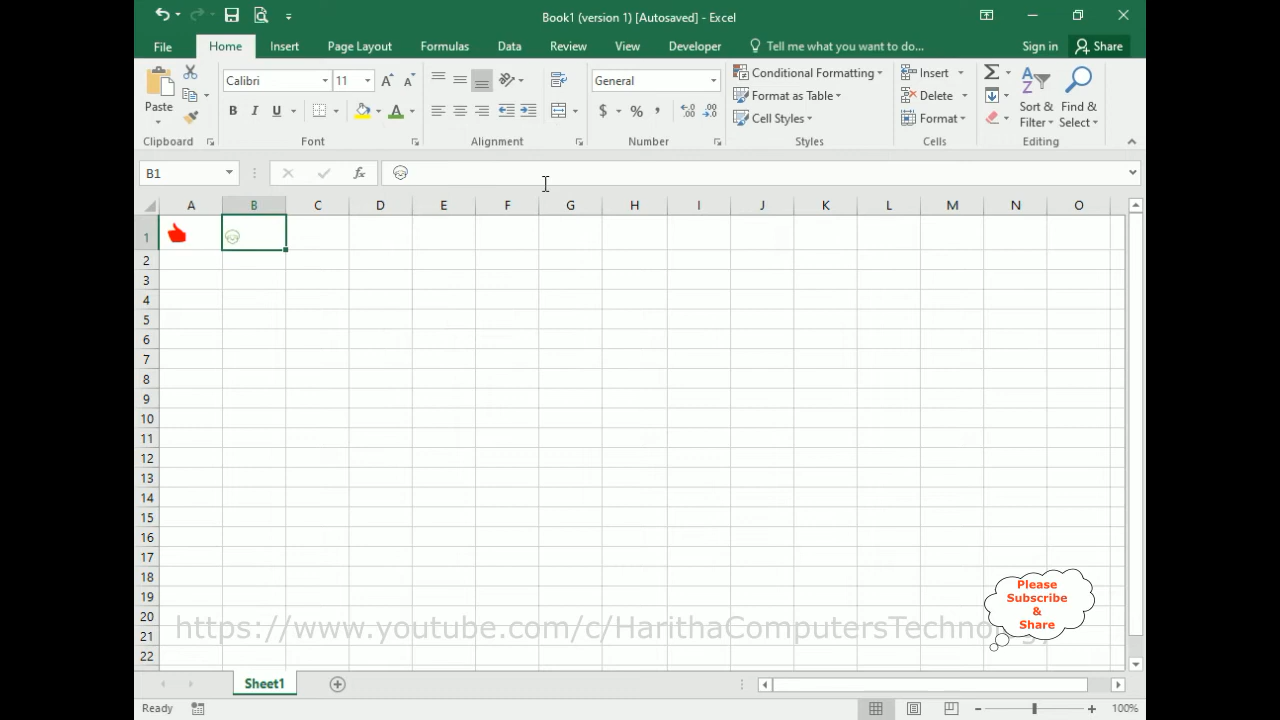 Book1 (version 1) [Autosaved] - Excel
File Home Insert Page Layout Formulas Data Review View Developer Tell me what you want to do... Sign in Share
Paste
Clipboard
Calibri 11
B I U A
Font
Alignment
General
$ % ,
Number
Conditional Formatting
Format as Table
Cell Styles
Styles
Insert
Delete
Format
Cells
Sort &
Filter
Find &
Select
Editing
B1 fx
A B C D E F G H I J K L M N O
1
2
3
4
5
6
7
8
9
10
11
12
13
14
15
16
17
18
19
20
21
22
Please
Subscribe
&
Share
https://www.youtube.com/c/HarithaComputersTechnology
Sheet1
Ready
100%